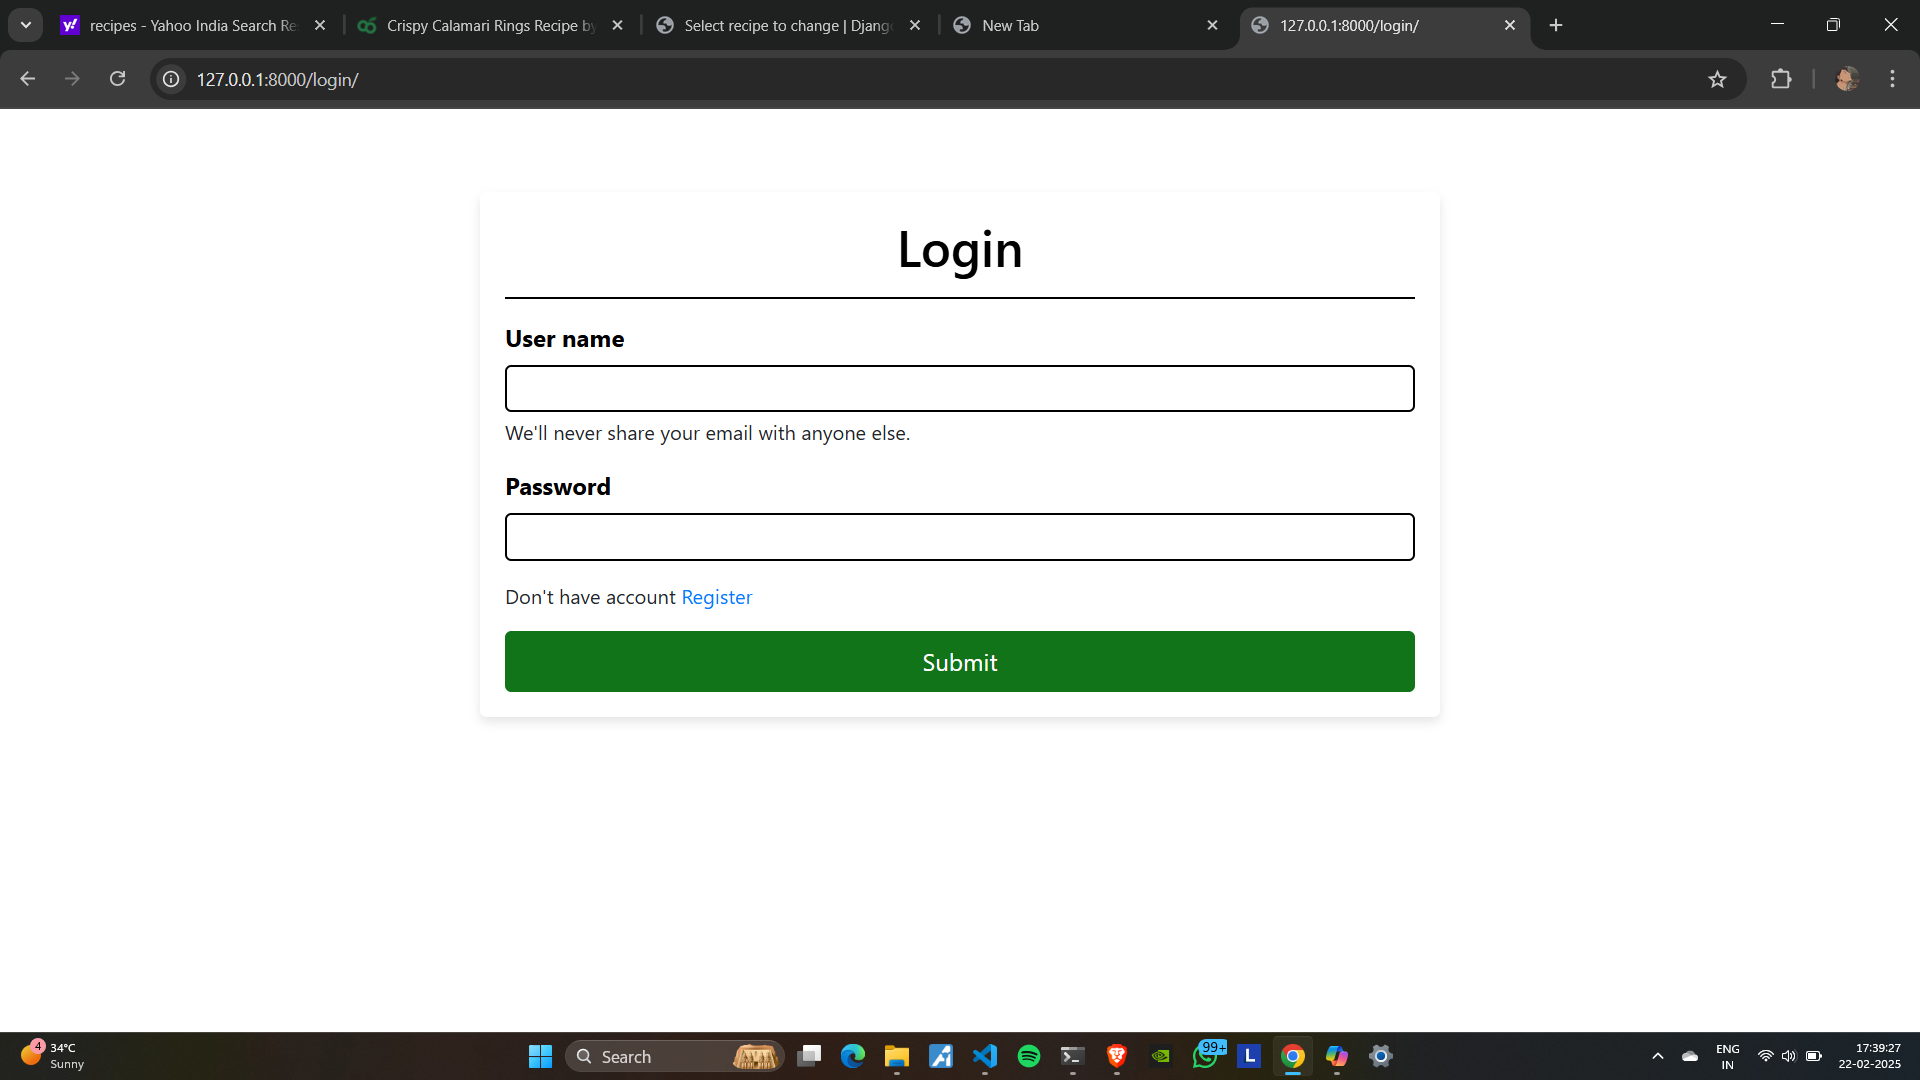 recipes - Yahoo India Search Re
Crispy Calamari Rings Recipe by
Select recipe to change | Djang
New Tab
127.0.0.1:8000/login/
127.0.0.1:8000/login/
Login
User name
We'll never share your email with anyone else.
Password
Don't have account Register
Submit
4
34°C
Sunny
Search
99+
L
ENG
IN
17:39:27
22-02-2025